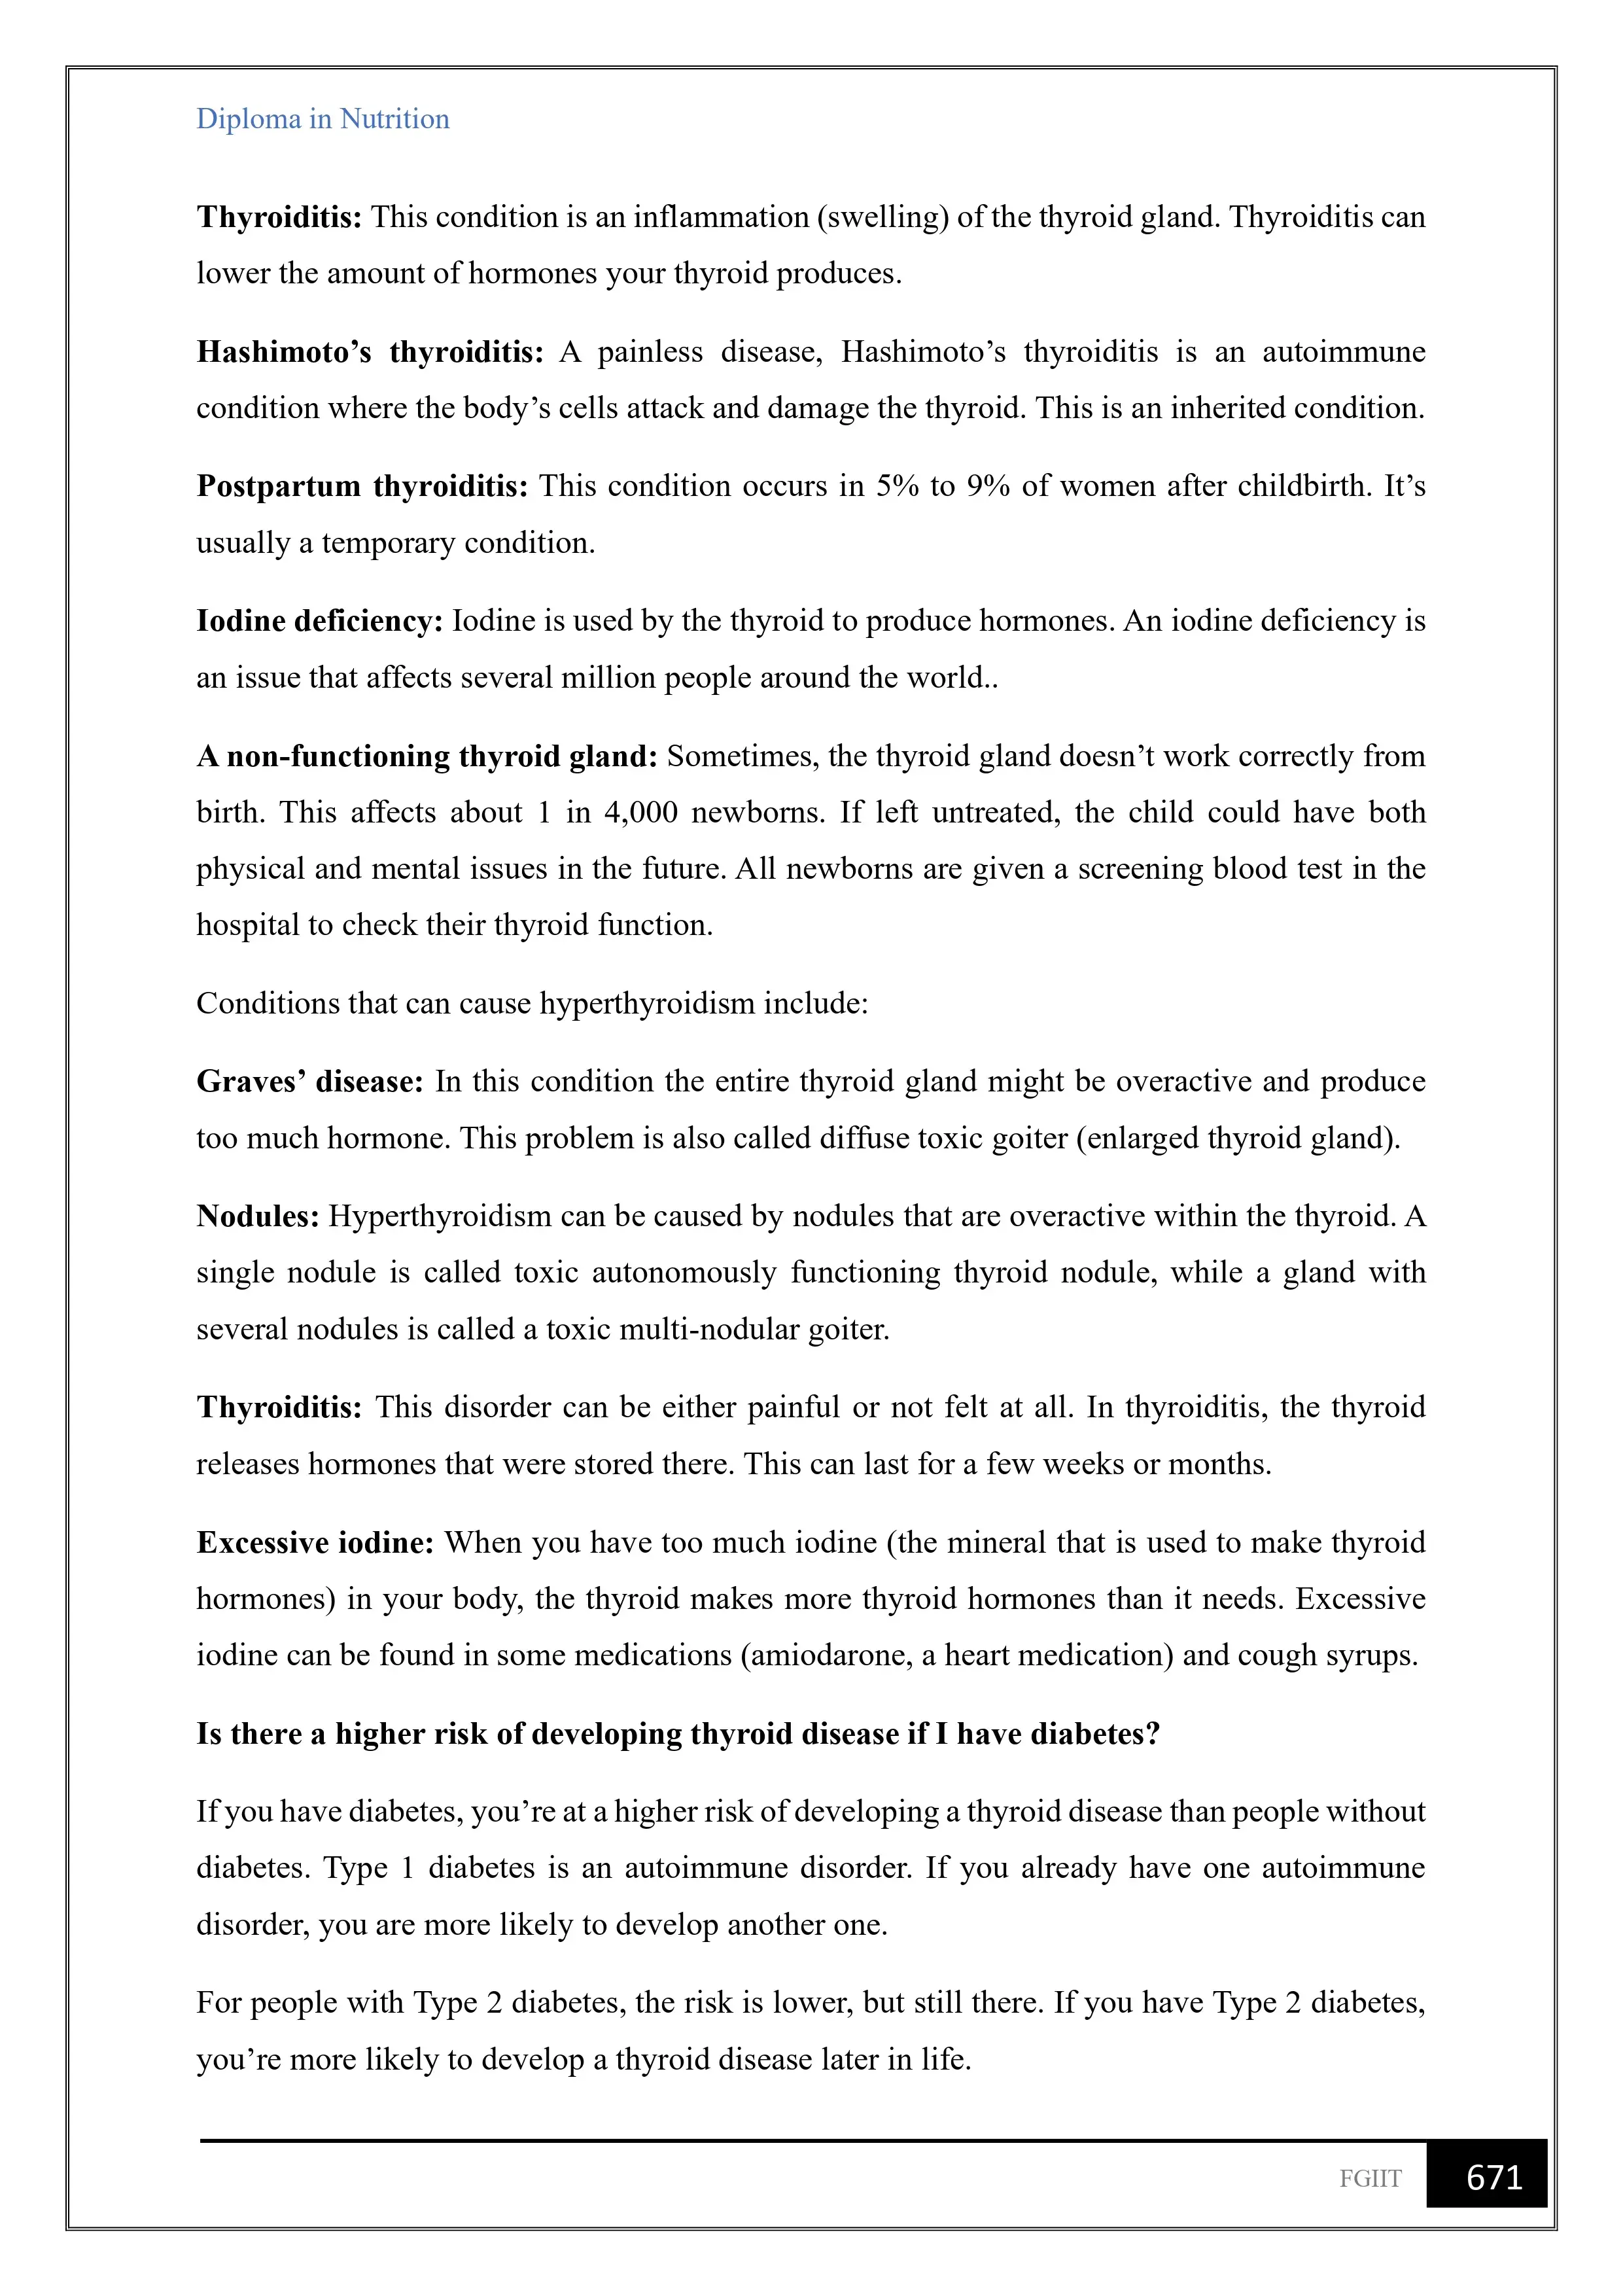 Diploma in Nutrition
Thyroiditis: This condition is an inflammation (swelling) of the thyroid gland. Thyroiditis can
lower the amount of hormones your thyroid produces.
Hashimoto’s thyroiditis: A painless disease, Hashimoto’s thyroiditis is an autoimmune
condition where the body’s cells attack and damage the thyroid. This is an inherited condition.
Postpartum thyroiditis: This condition occurs in 5% to 9% of women after childbirth. It’s
usually a temporary condition.
Iodine deficiency: Iodine is used by the thyroid to produce hormones. An iodine deficiency is
an issue that affects several million people around the world..
A non-functioning thyroid gland: Sometimes, the thyroid gland doesn’t work correctly from
birth. This affects about 1 in 4,000 newborns. If left untreated, the child could have both
physical and mental issues in the future. All newborns are given a screening blood test in the
hospital to check their thyroid function.
Conditions that can cause hyperthyroidism include:
Graves’ disease: In this condition the entire thyroid gland might be overactive and produce
too much hormone. This problem is also called diffuse toxic goiter (enlarged thyroid gland).
Nodules: Hyperthyroidism can be caused by nodules that are overactive within the thyroid. A
single nodule is called toxic autonomously functioning thyroid nodule, while a gland with
several nodules is called a toxic multi-nodular goiter.
Thyroiditis: This disorder can be either painful or not felt at all. In thyroiditis, the thyroid
releases hormones that were stored there. This can last for a few weeks or months.
Excessive iodine: When you have too much iodine (the mineral that is used to make thyroid
hormones) in your body, the thyroid makes more thyroid hormones than it needs. Excessive
iodine can be found in some medications (amiodarone, a heart medication) and cough syrups.
Is there a higher risk of developing thyroid disease if I have diabetes?
If you have diabetes, you’re at a higher risk of developing a thyroid disease than people without
diabetes. Type 1 diabetes is an autoimmune disorder. If you already have one autoimmune
disorder, you are more likely to develop another one.
For people with Type 2 diabetes, the risk is lower, but still there. If you have Type 2 diabetes,
you’re more likely to develop a thyroid disease later in life.
FGIIT 671